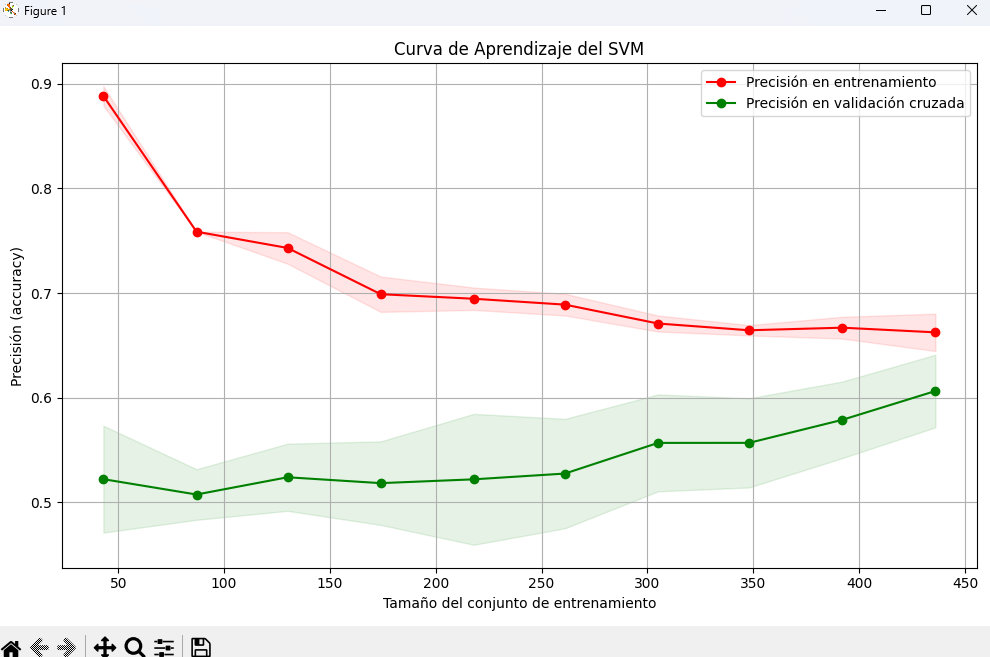 Figure 1
Curva de Aprendizaje del SVM
Precisión en entrenamiento
Precisión en validación cruzada
Precisión (accuracy)
0.9
0.8
0.7
0.6
0.5
50 100 150 200 250 300 350 400 450
Tamaño del conjunto de entrenamiento